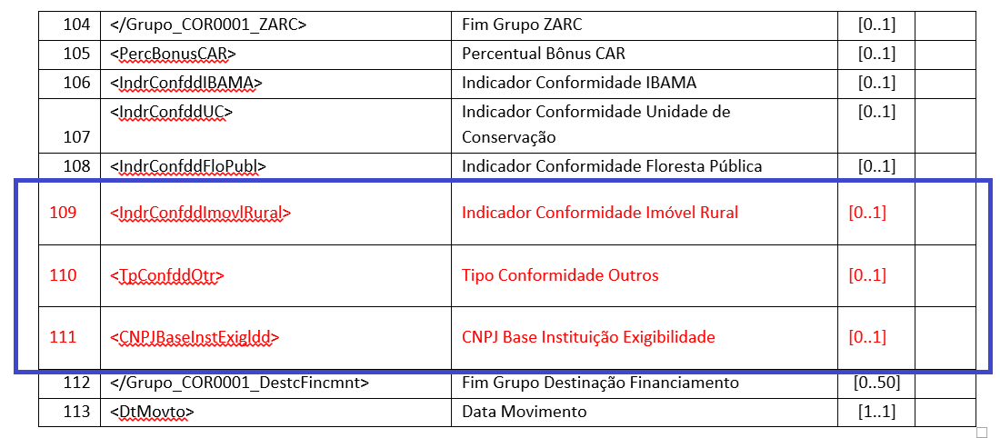 104 </Grupo_COR0001_ZARC> Fim Grupo ZARC [0..1]
105 <PercBonusCAR> Percentual Bônus CAR [0..1]
106 <IndrConfddIBAMA> Indicador Conformidade IBAMA [0..1]
107 <IndrConfddUC> Indicador Conformidade Unidade de [0..1]
Conservação
108 <IndrConfddFloPubl> Indicador Conformidade Floresta Pública [0..1]
109 <IndrConfddImovlRural> Indicador Conformidade Imóvel Rural [0..1]
110 <TpConfddOtr> Tipo Conformidade Outros [0..1]
111 <CNPJBaseInstExigldd> CNPJ Base Instituição Exigibilidade [0..1]
112 </Grupo_COR0001_DestcFincmnt> Fim Grupo Destinação Financiamento [0..50]
113 <DtMovto> Data Movimento [1..1]